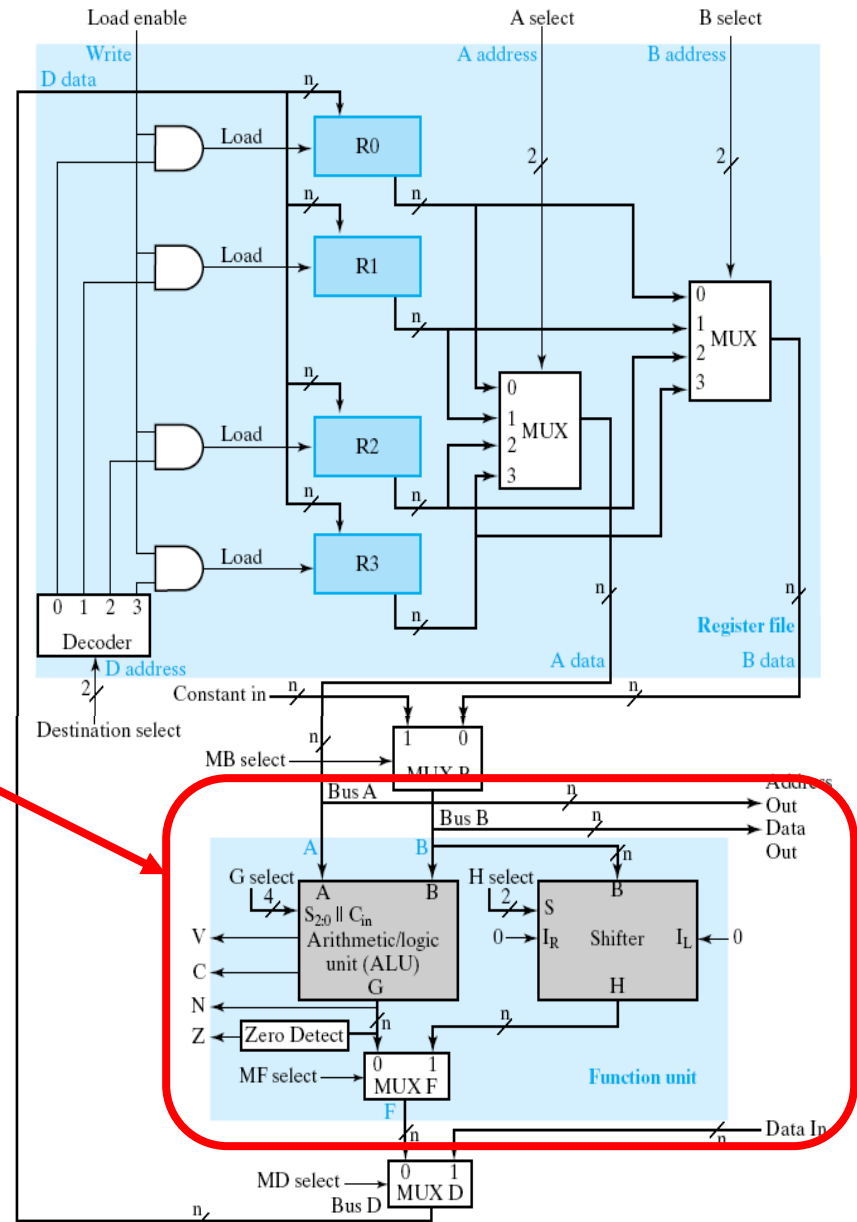 Load enable
A select
B select
Write
A address
B address
D data
n
Load
R0
2
2
n
n
Load
R1
0
1
2
3
MUX
n
n
0
1
2
3
MUX
Load
R2
n
n
Load
R3
n
n
n
0 1 2 3
Decoder
Register file
D address
A data
B data
2
Constant in
n
n
Destination select
n
1 0
MB select
Address
Bus A
n
Out
Bus B
n
Data
Out
A
B
n
G select
4
A
B
H select
2
B
S2:0 || Cin
S
V
Arithmetic/logic
unit (ALU)
0
IR
Shifter
IL
0
C
G
H
N
n
n
Z
Zero Detect
0 1
MF select
MUX F
Function unit
F
n
Data In
n
0 1
MD select
MUX D
Bus D
n